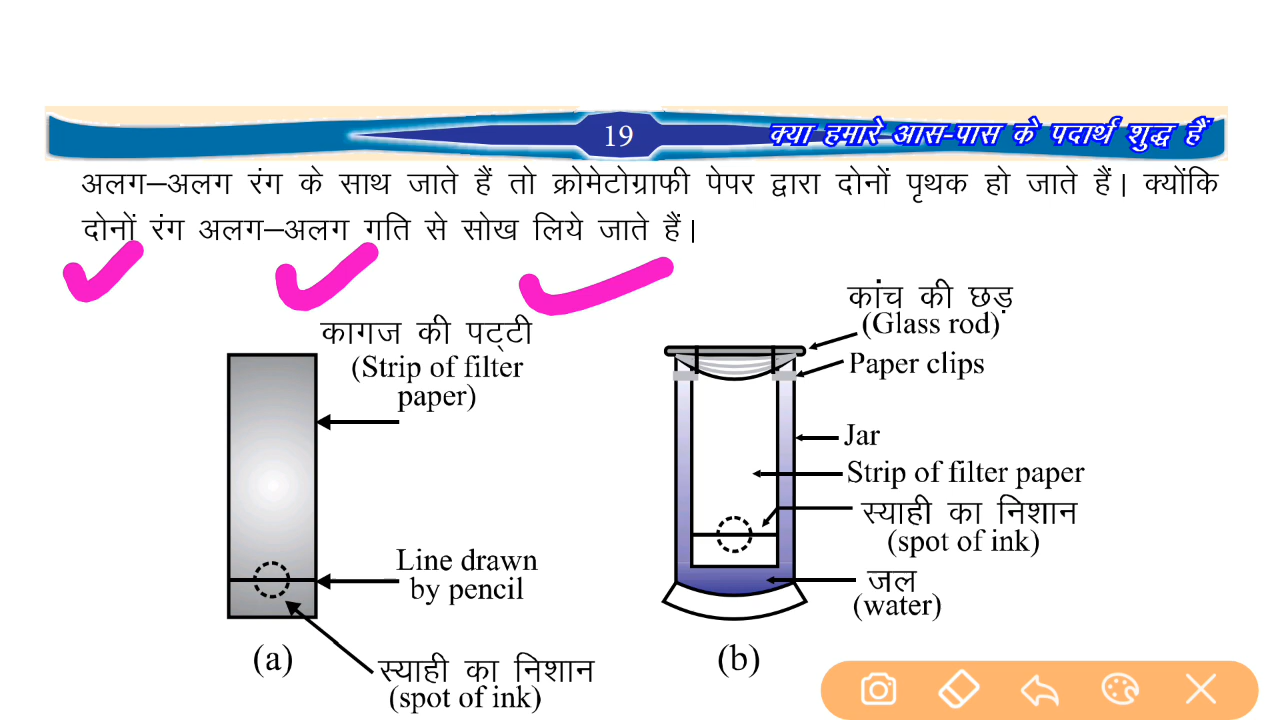 19
क्या हमारे आस-पास के पदार्थ शुद्ध हैं
अलग–अलग रंग के साथ जाते हैं तो क्रोमेटोग्राफी पेपर द्वारा दोनों पृथक हो जाते हैं। क्योंकि
दोनों रंग अलग–अलग गति से सोख लिये जाते हैं।
कागज की पट्टी
(Strip of filter
paper)
Line drawn
by pencil
स्याही का निशान
(spot of ink)
(a)
कांच की छड़
(Glass rod)
Paper clips
Jar
Strip of filter paper
स्याही का निशान
(spot of ink)
जल
(water)
(b)